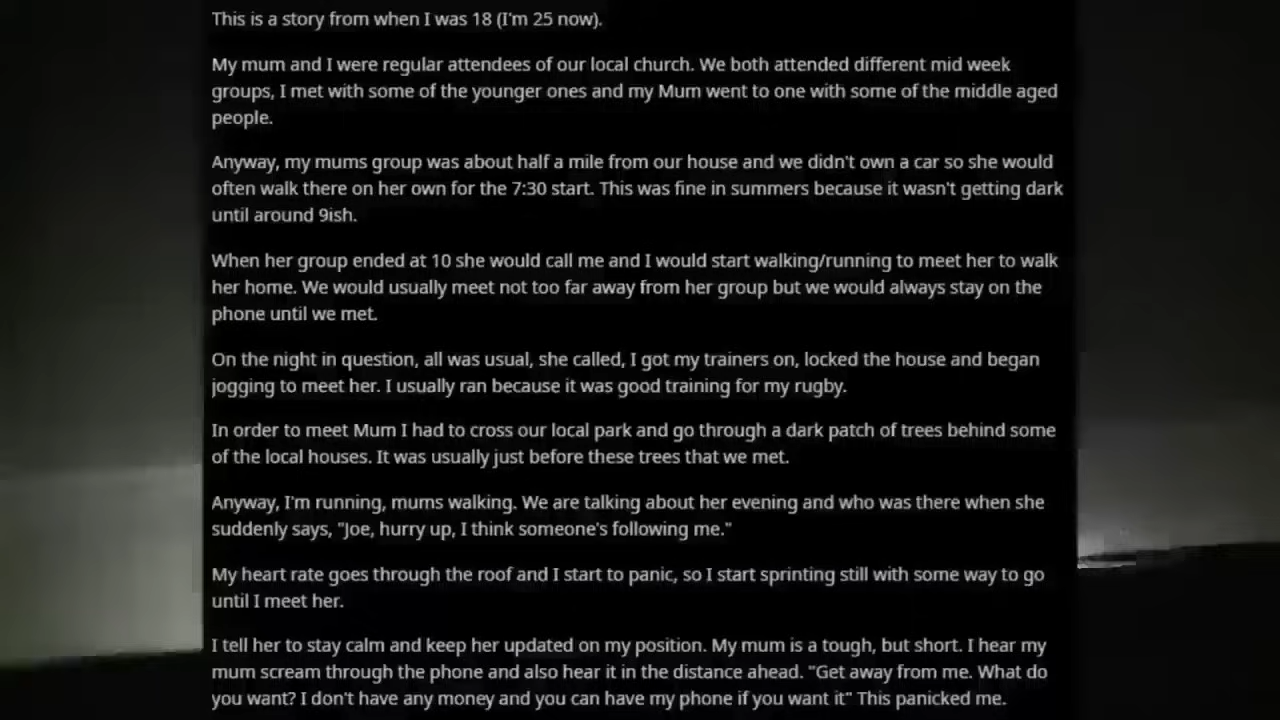 This is a story from when I was 18 (I'm 25 now).
My mum and I were regular attendees of our local church. We both attended different mid week
groups, I met with some of the younger ones and my Mum went to one with some of the middle aged
people.
Anyway, my mums group was about half a mile from our house and we didn't own a car so she would
often walk there on her own for the 7:30 start. This was fine in summers because it wasn't getting dark
until around 9ish.
When her group ended at 10 she would call me and I would start walking/running to meet her to walk
her home. We would usually meet not too far away from her group but we would always stay on the
phone until we met.
On the night in question, all was usual, she called, I got my trainers on, locked the house and began
jogging to meet her. I usually ran because it was good training for my rugby.
In order to meet Mum I had to cross our local park and go through a dark patch of trees behind some
of the local houses. It was usually just before these trees that we met.
Anyway, I'm running, mums walking. We are talking about her evening and who was there when she
suddenly says, "Joe, hurry up, I think someone's following me."
My heart rate goes through the roof and I start to panic, so I start sprinting still with some way to go
until I meet her.
I tell her to stay calm and keep her updated on my position. My mum is a tough, but short. I hear my
mum scream through the phone and also hear it in the distance ahead. "Get away from me. What do
you want? I don't have any money and you can have my phone if you want it" This panicked me.